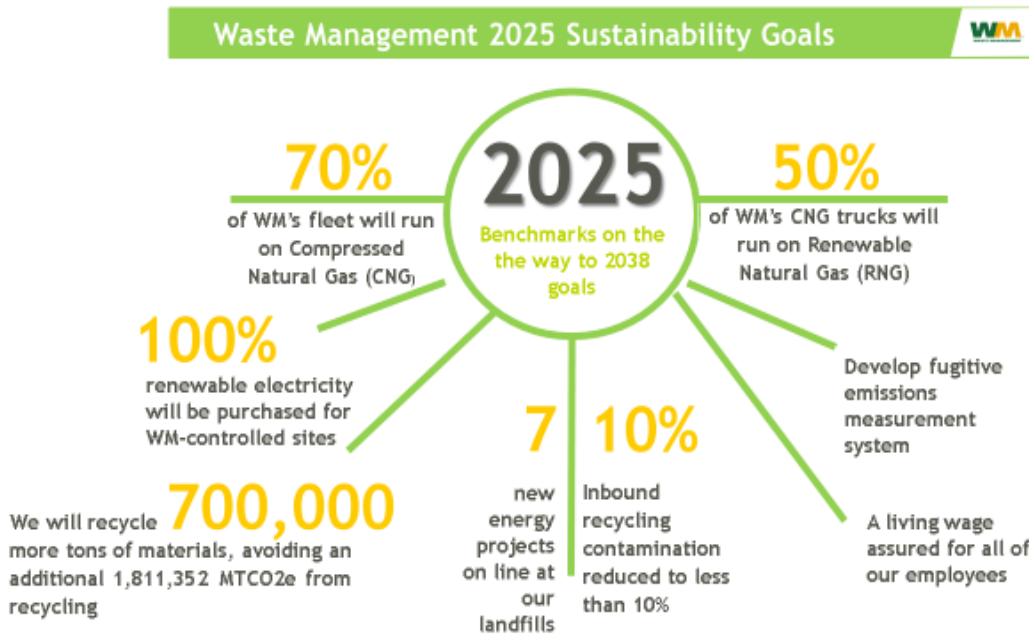 Waste Management 2025 Sustainability Goals
WM
WASTE MANAGEMENT
2025
Benchmarks on the
the way to 2038
goals
70%
of WM's fleet will run
on Compressed
Natural Gas (CNG)
50%
of WM's CNG trucks will
run on Renewable
Natural Gas (RNG)
100%
renewable electricity
will be purchased for
WM-controlled sites
Develop fugitive
emissions
measurement
system
We will recycle 700,000
more tons of materials, avoiding an
additional 1,811,352 MTCO2e from
recycling
7
new
energy
projects
on line at
our
landfills
10%
Inbound
recycling
contamination
reduced to less
than 10%
A living wage
assured for all of
our employees